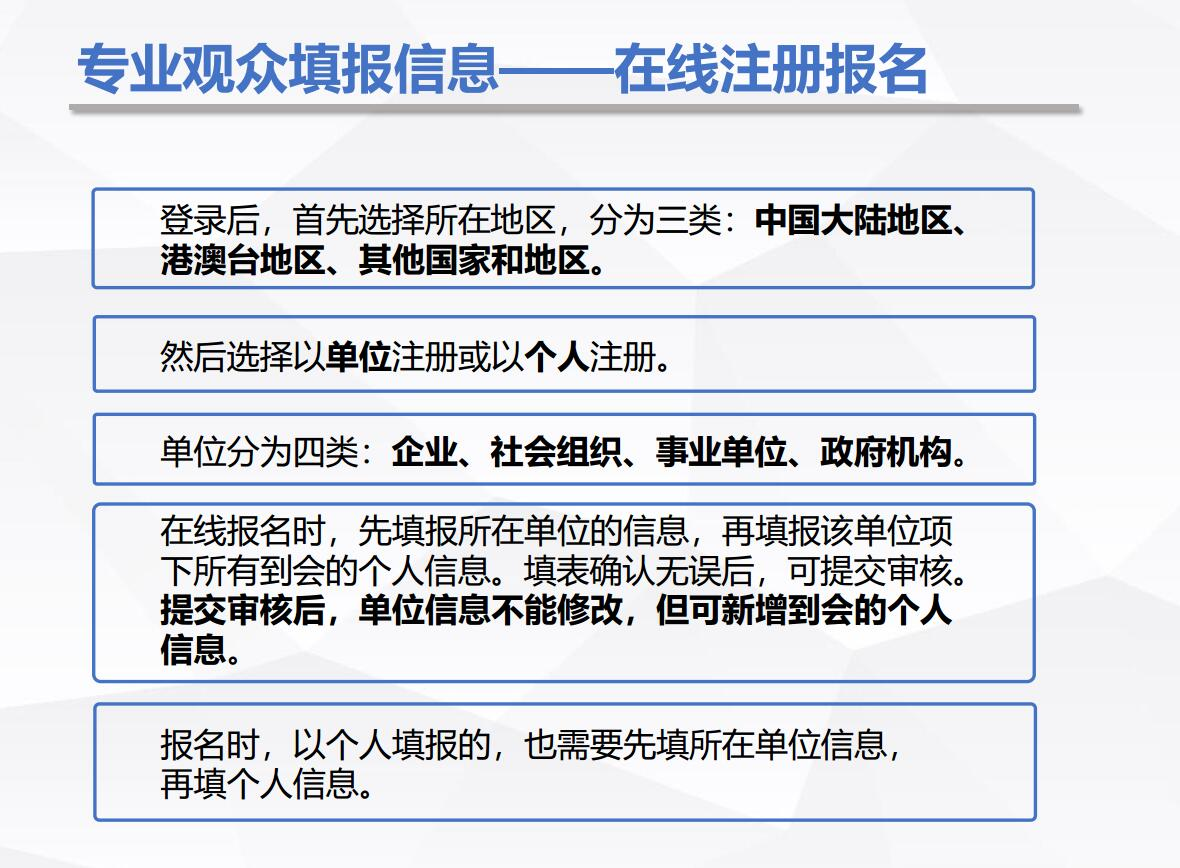 专业观众填报信息——在线注册报名
登录后，首先选择所在地区，分为三类：中国大陆地区、
港澳台地区、其他国家和地区。
然后选择以单位注册或以个人注册。
单位分为四类：企业、社会组织、事业单位、政府机构。
在线报名时，先填报所在单位的信息，再填报该单位项
下所有到会的个人信息。填表确认无误后，可提交审核。
提交审核后，单位信息不能修改，但可新增到会的个人
信息。
报名时，以个人填报的，也需要先填所在单位信息，
再填个人信息。